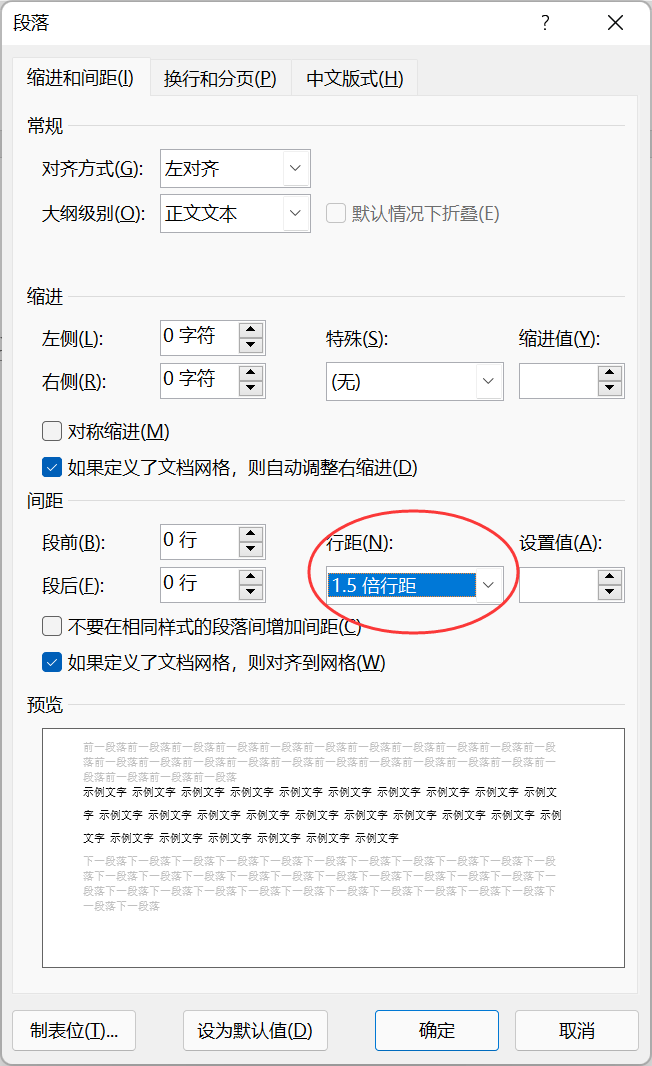 段落
?
缩进和间距(I) 换行和分页(P) 中文版式(H)
常规
对齐方式(G): 左对齐
大纲级别(O): 正文文本 默认情况下折叠(E)
缩进
左侧(L): 0 字符 特殊(S): 缩进值(Y):
右侧(R): 0 字符 (无)
对称缩进(M)
如果定义了文档网格，则自动调整右缩进(D)
间距
段前(B): 0 行 行距(N): 设置值(A):
段后(F): 0 行 1.5 倍行距
不要在相同样式的段落间增加间距(C)
如果定义了文档网格，则对齐到网格(W)
预览
前一段落前一段落前一段落前一段落前一段落前一段落前一段落前一段落前一段落前一段落前一段
落前一段落前一段落前一段落前一段落前一段落前一段落前一段落前一段落前一段落前一段落前一
段落前一段落前一段落前一段落
示例文字 示例文字 示例文字 示例文字 示例文字 示例文字 示例文字 示例文字 示例文字 示例文
字 示例文字 示例文字 示例文字 示例文字 示例文字 示例文字 示例文字 示例文字 示例文字 示例
文字 示例文字 示例文字 示例文字 示例文字 示例文字 示例文字
下一段落下一段落下一段落下一段落下一段落下一段落下一段落下一段落下一段落下一段落下一段
落下一段落下一段落下一段落下一段落下一段落下一段落下一段落下一段落下一段落下一段落下一
段落下一段落下一段落下一段落下一段落下一段落下一段落下一段落下一段落下一段落下一段落下
一段落下一段落
制表位(T)... 设为默认值(D) 确定 取消